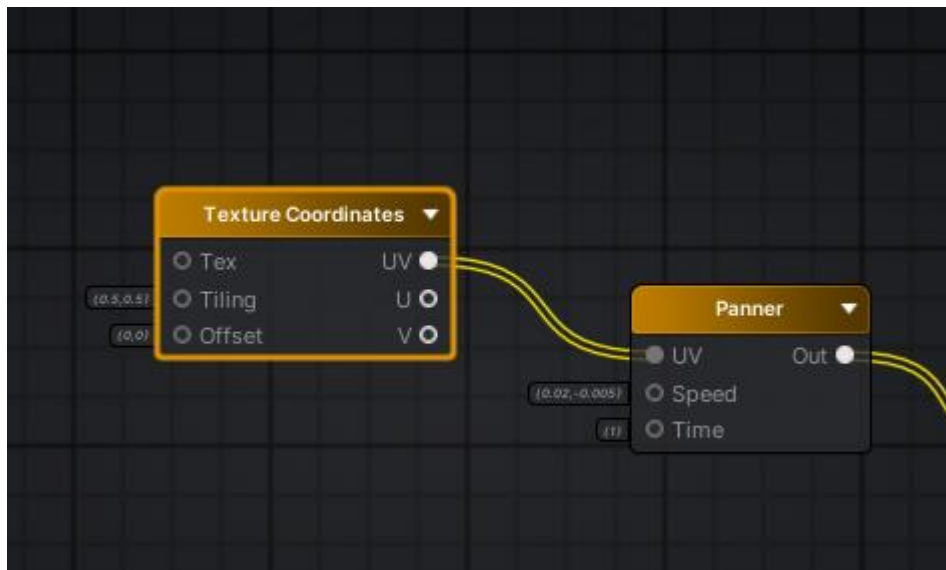 Texture Coordinates
Tex UV
(0.5,0.5) Tiling U
(0,0) Offset V
Panner
UV Out
(0.02,-0.005) Speed
(1) Time